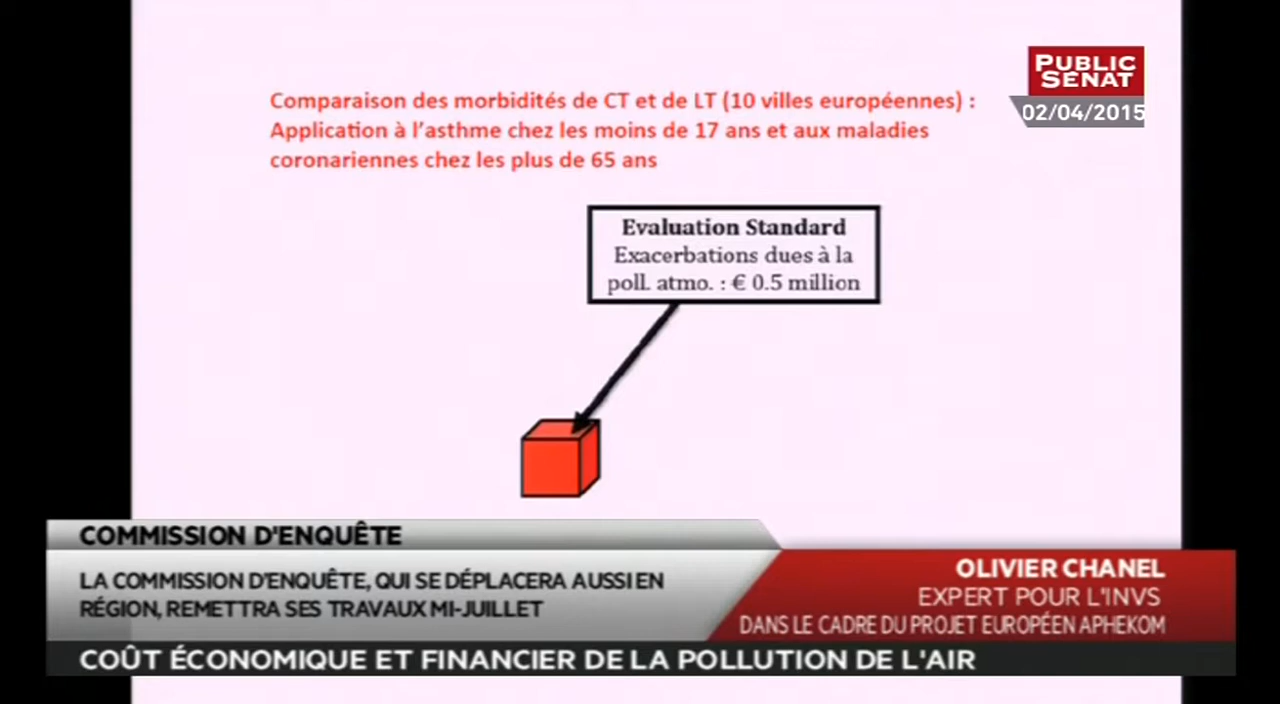 PUBLIC
SÉNAT
02/04/2015
Comparaison des morbidités de CT et de LT (10 villes européennes) :
Application à l'asthme chez les moins de 17 ans et aux maladies
coronariennes chez les plus de 65 ans
Evaluation Standard
Exacerbations dues à la
poll. atmo. : € 0.5 million
COMMISSION D'ENQUÊTE
LA COMMISSION D'ENQUÊTE, QUI SE DÉPLACERA AUSSI EN
RÉGION, REMETTRA SES TRAVAUX MI-JUILLET
OLIVIER CHANEL
EXPERT POUR L'INVS
DANS LE CADRE DU PROJET EUROPÉEN APHEKOM
COÛT ÉCONOMIQUE ET FINANCIER DE LA POLLUTION DE L'AIR